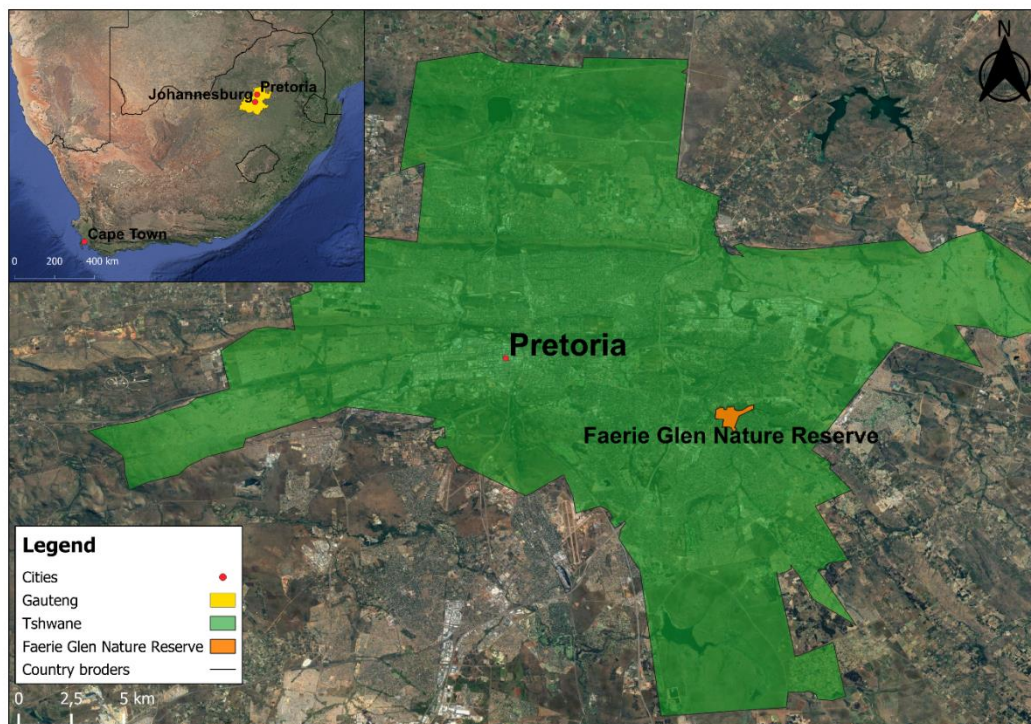 N
Pretoria
Johannesburg
Cape Town
0 200 400 km
Pretoria
Faerie Glen Nature Reserve
Legend
Cities
Gauteng
Tshwane
Faerie Glen Nature Reserve
Country broders
0 2,5 5 km